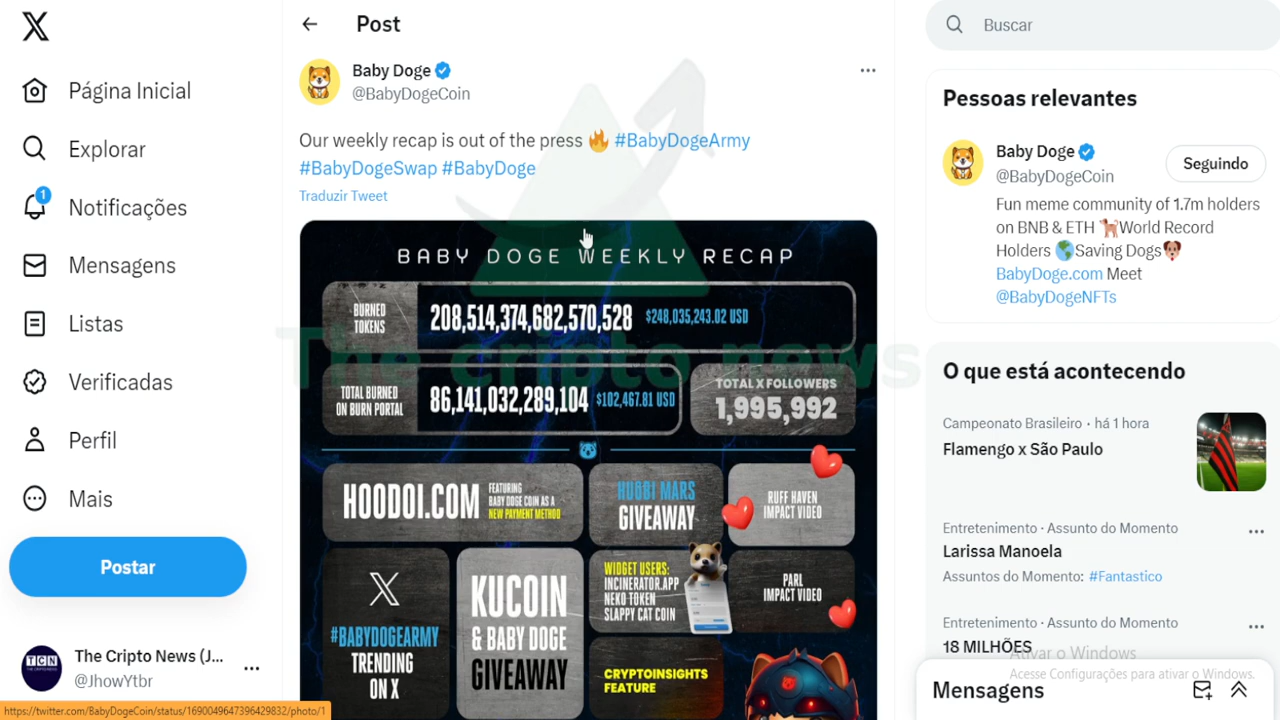 Página Inicial
Explorar
1
Notificações
Mensagens
Listas
Verificadas
Perfil
Mais
Postar
TCN
The Cripto News (J...
@JhowYtbr
https://twitter.com/BabyDogeCoin/status/1690049647396429832/photo/1
Post
Baby Doge
@BabyDogeCoin
Our weekly recap is out of the press 🔥 #BabyDogeArmy
#BabyDogeSwap #BabyDoge
Traduzir Tweet
BABY DOGE WEEKLY RECAP
BURNED
TOKENS
208,514,374,682,570,528 $248,035,243.02 USD
The cripto news
TOTAL BURNED
ON BURN PORTAL
86,141,032,289,104 $102,467.81 USD
TOTAL X FOLLOWERS
1,995,992
HOODOI.COM
FEATURING
BABY DOGE COIN AS A
NEW PAYMENT METHOD
HUBBI MARS
GIVEAWAY
RUFF HAVEN
IMPACT VIDEO
X
#BABYDOGEARMY
TRENDING
ON X
KUCOIN
& BABY DOGE
GIVEAWAY
WIDGET USERS:
INCINERATOR.APP
NEKO TOKEN
SLAPPY CAT COIN
PARL
IMPACT VIDEO
CRYPTOINSIGHTS
FEATURE
Buscar
Pessoas relevantes
Baby Doge
@BabyDogeCoin
Seguindo
Fun meme community of 1.7m holders
on BNB & ETH 🐕World Record
Holders 🌎Saving Dogs🐶
BabyDoge.com Meet
@BabyDogeNFTs
O que está acontecendo
Campeonato Brasileiro · há 1 hora
Flamengo x São Paulo
Entretenimento · Assunto do Momento
Larissa Manoela
Assuntos do Momento: #Fantastico
Entretenimento · Assunto do Momento
18 MILHÕES
Ativar o Windows
Acesse Configurações para ativar o Windows.
Mensagens